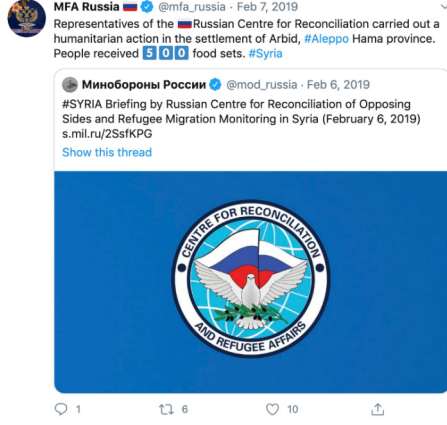 MFA Russia 🇷🇺 @mfa_russia · Feb 7, 2019
Representatives of the 🇷🇺Russian Centre for Reconciliation carried out a
humanitarian action in the settlement of Arbid, #Aleppo Hama province.
People received 5️⃣0️⃣0️⃣ food sets. #Syria
Минобороны России @mod_russia · Feb 6, 2019
#SYRIA Briefing by Russian Centre for Reconciliation of Opposing
Sides and Refugee Migration Monitoring in Syria (February 6, 2019)
s.mil.ru/2SsfKPG
Show this thread
CENTRE FOR RECONCILIATION
AND REFUGEE AFFAIRS
1 6 10